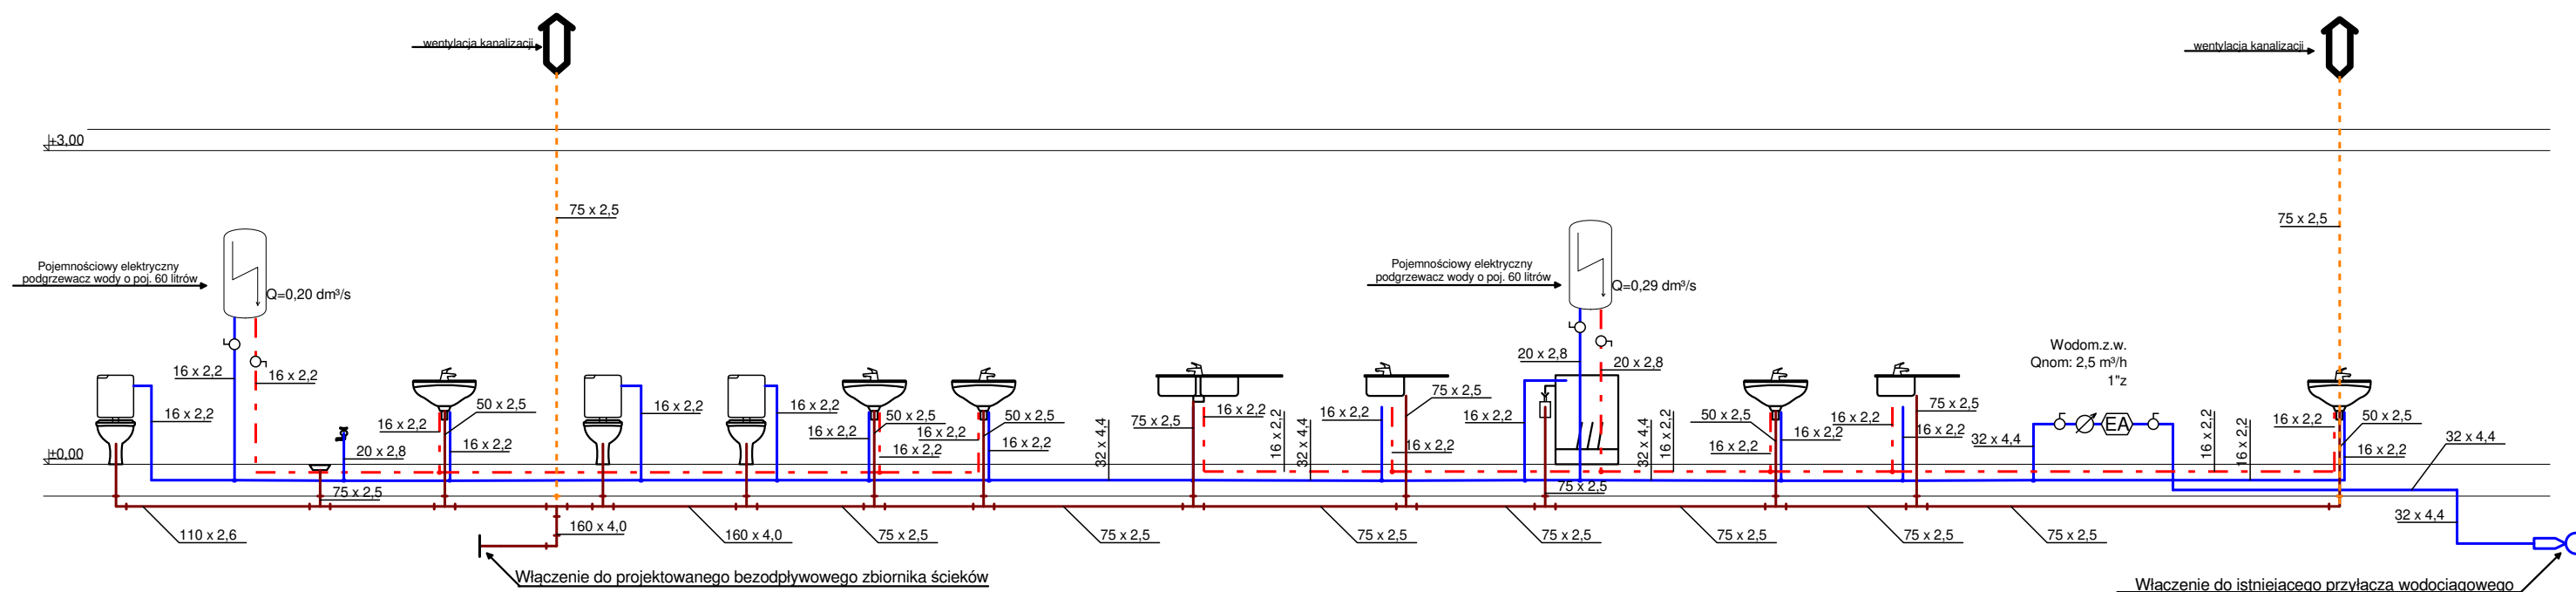 wentylacja kanalizacji
wentylacja kanalizacji
+3,00
75 x 2,5
75 x 2,5
Pojemnościowy elektryczny
podgrzewacz wody o poj. 60 litrów
Q=0,20 dm³/s
Pojemnościowy elektryczny
podgrzewacz wody o poj. 60 litrów
Q=0,29 dm³/s
Wodom.z.w.
Qnom: 2,5 m³/h
1"z
16 x 2,2
16 x 2,2
20 x 2,8
20 x 2,8
16 x 2,2
16 x 2,2
50 x 2,5
16 x 2,2
20 x 2,8
16 x 2,2
16 x 2,2
16 x 2,2
50 x 2,5
16 x 2,2
16 x 2,2
50 x 2,5
16 x 2,2
32 x 4,4
75 x 2,5
16 x 2,2
16 x 2,2
32 x 4,4
16 x 2,2
75 x 2,5
16 x 2,2
16 x 2,2
32 x 4,4
16 x 2,2
50 x 2,5
16 x 2,2
16 x 2,2
16 x 2,2
75 x 2,5
16 x 2,2
32 x 4,4
EA
16 x 2,2
16 x 2,2
16 x 2,2
50 x 2,5
16 x 2,2
32 x 4,4
±0,00
75 x 2,5
75 x 2,5
32 x 4,4
110 x 2,6
160 x 4,0
160 x 4,0
75 x 2,5
75 x 2,5
75 x 2,5
75 x 2,5
75 x 2,5
75 x 2,5
75 x 2,5
Włączenie do projektowanego bezodpływowego zbiornika ścieków
Włączenie do istniejącego przyłącza wodociągowego